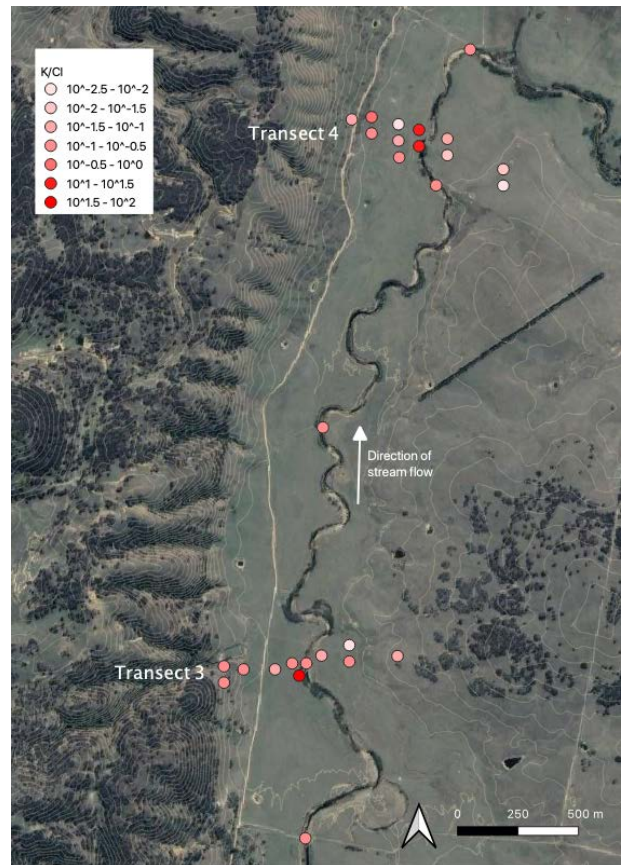 K/Cl
10^-2.5 - 10^-2
10^-2 - 10^-1.5
10^-1.5 - 10^-1
10^-1 - 10^-0.5
10^-0.5 - 10^0
10^1 - 10^1.5
10^1.5 - 10^2
Transect 4
Direction of
stream flow
Transect 3
0 250 500 m